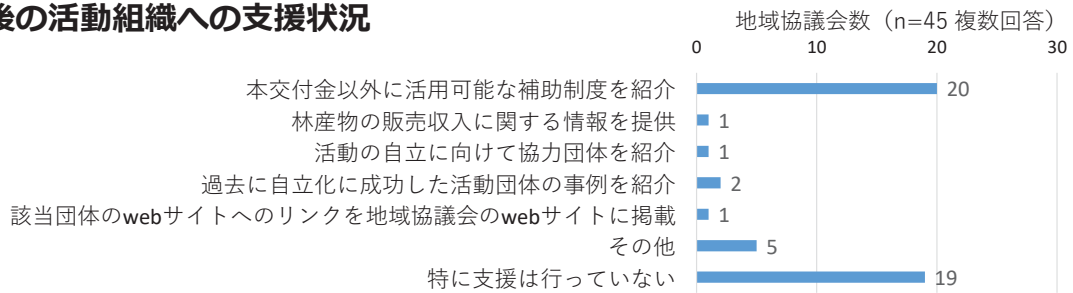 後の活動組織への支援状況
地域協議会数（n=45 複数回答）
0 10 20 30
本交付金以外に活用可能な補助制度を紹介 20
林産物の販売収入に関する情報を提供 1
活動の自立に向けて協力団体を紹介 1
過去に自立化に成功した活動団体の事例を紹介 2
該当団体のwebサイトへのリンクを地域協議会のwebサイトに掲載 1
その他 5
特に支援は行っていない 19